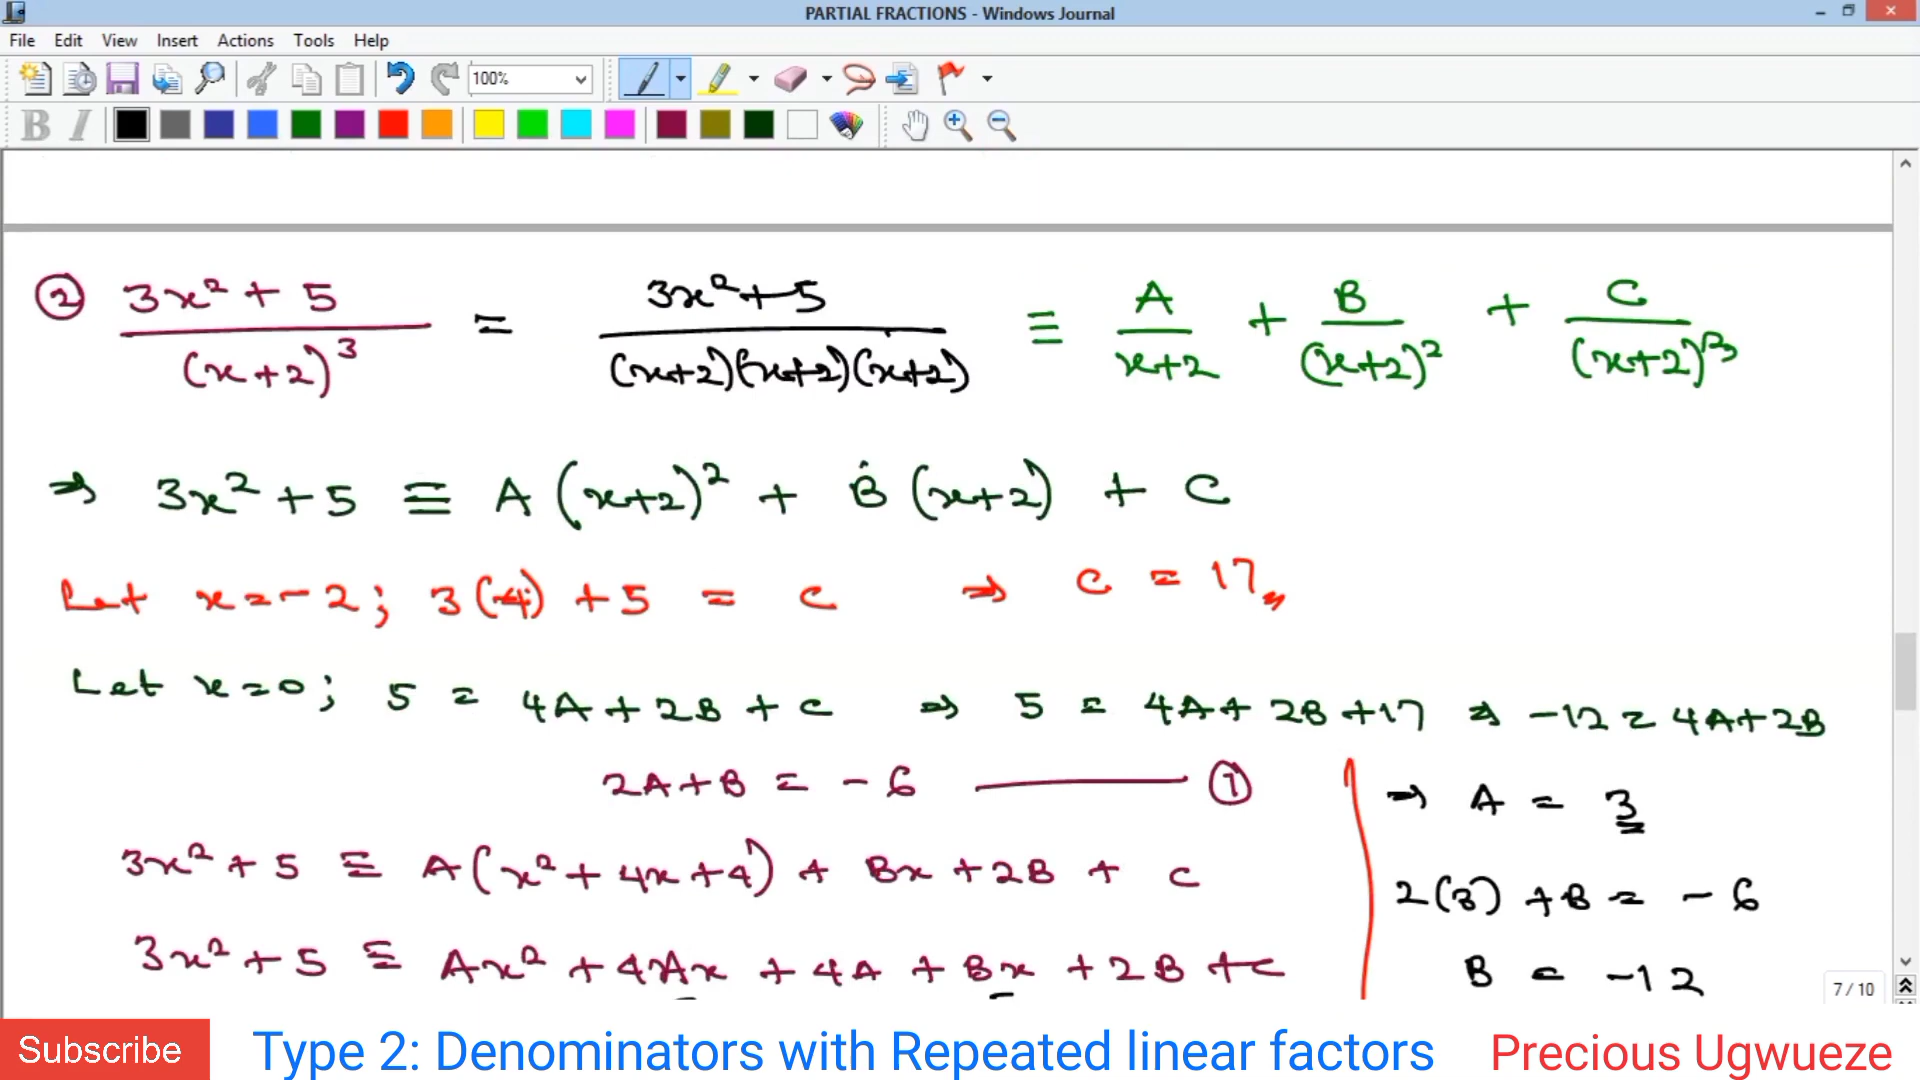 PARTIAL FRACTIONS - Windows Journal
File Edit View Insert Actions Tools Help
100%
B I
② (3x² + 5)/(x+2)³ = (3x²+5)/((x+2)(x+2)(x+2)) ≡ A/(x+2) + B/(x+2)² + C/(x+2)³
⇒ 3x² + 5 ≡ A(x+2)² + B(x+2) + C
Let x = -2; 3(4) + 5 = C ⇒ C = 17
Let x = 0; 5 = 4A + 2B + C ⇒ 5 = 4A + 2B + 17 ⇒ -12 = 4A + 2B
2A + B = -6 ——— ①
3x² + 5 ≡ A(x² + 4x + 4) + Bx + 2B + C
3x² + 5 ≡ Ax² + 4Ax + 4A + Bx + 2B + C
⇒ A = 3
2(3) + B = -6
B = -12
7 / 10
Subscribe Type 2: Denominators with Repeated linear factors Precious Ugwueze